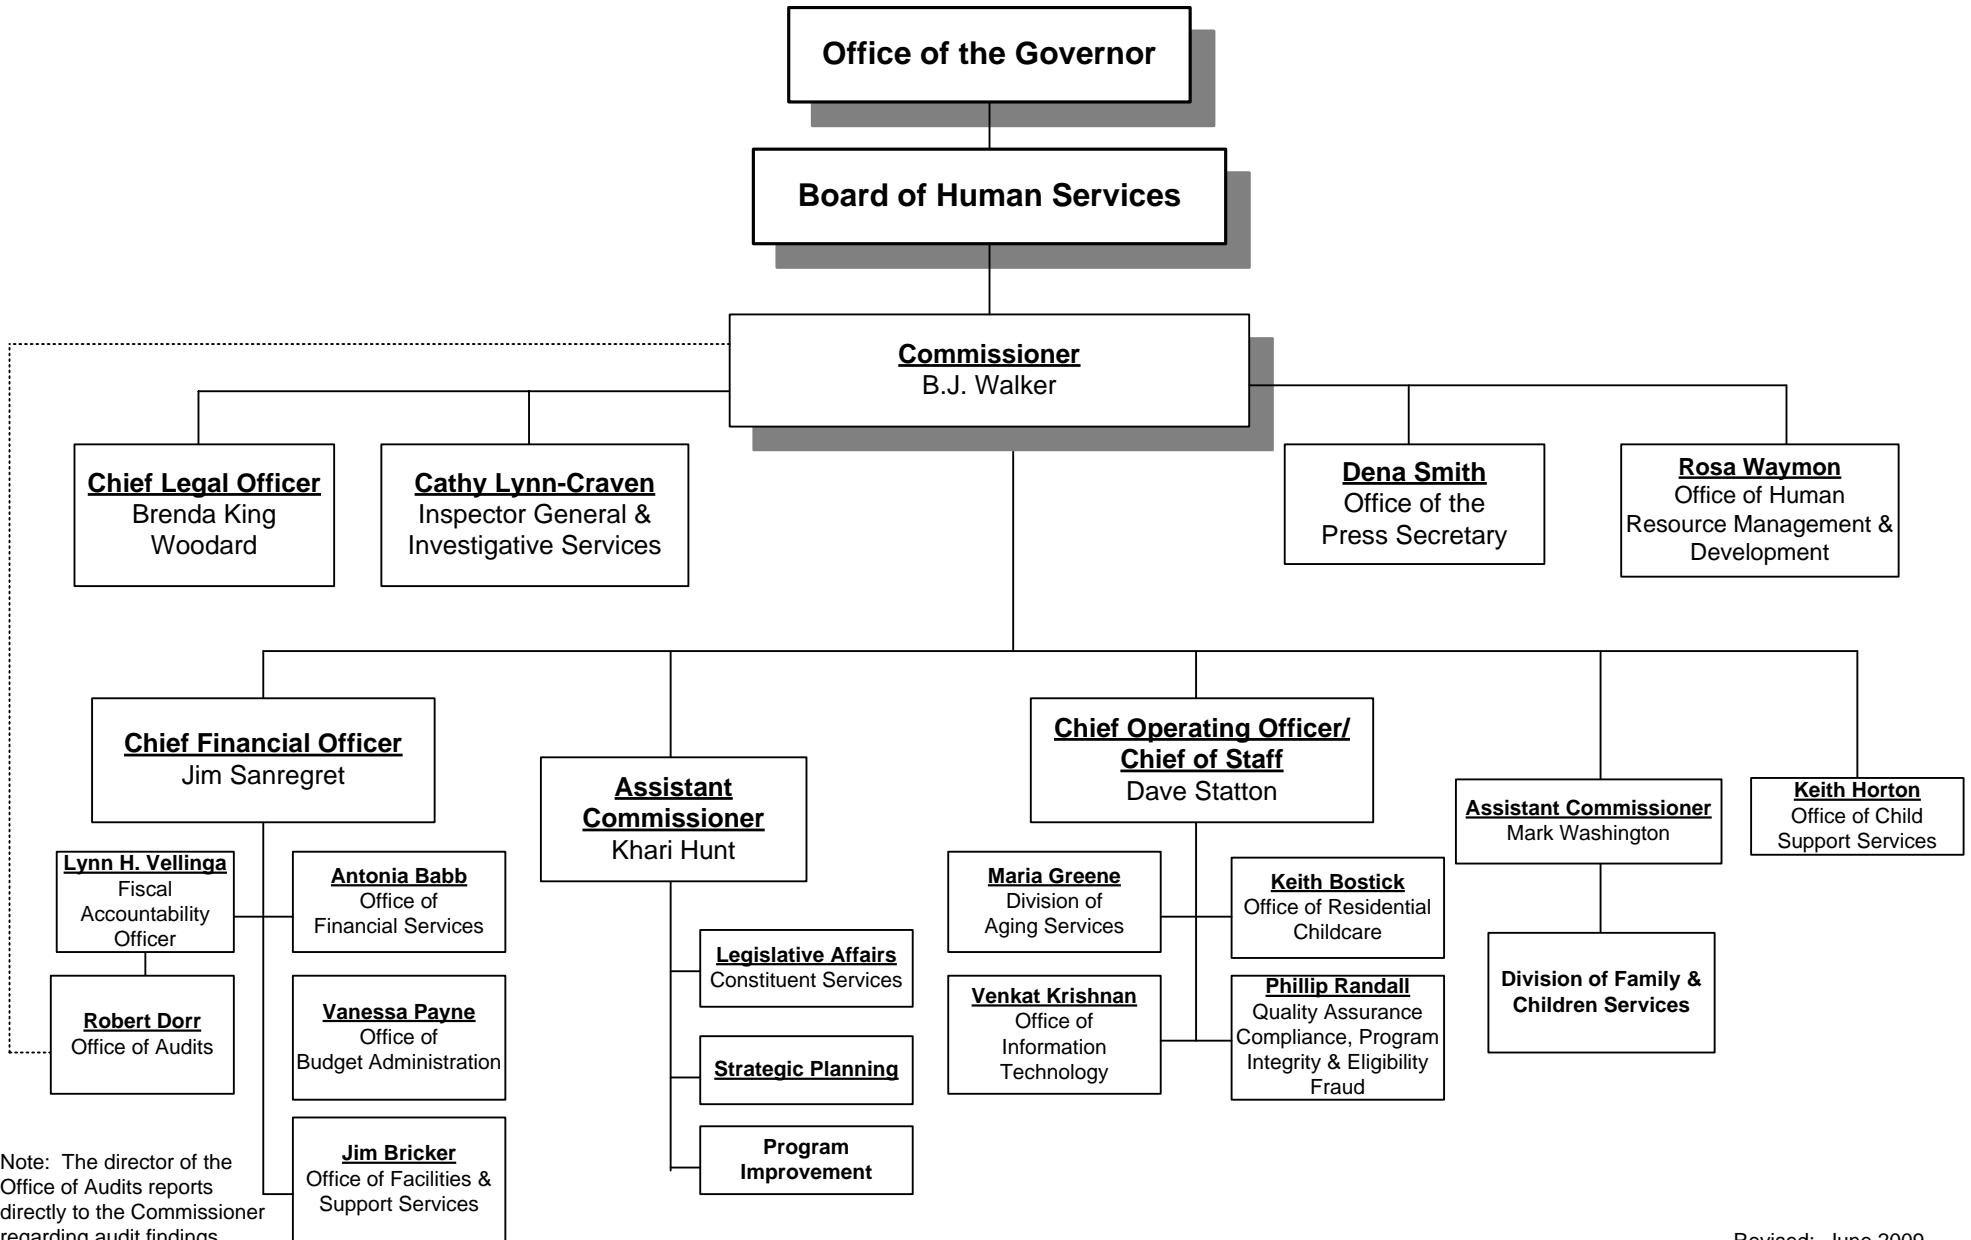 Office of the Governor
Board of Human Services
Commissioner
B.J. Walker
Chief Legal Officer
Brenda King
Woodard
Cathy Lynn-Craven
Inspector General &
Investigative Services
Dena Smith
Office of the
Press Secretary
Rosa Waymon
Office of Human
Resource Management &
Development
Chief Financial Officer
Jim Sanregret
Assistant
Commissioner
Khari Hunt
Chief Operating Officer/
Chief of Staff
Dave Statton
Assistant Commissioner
Mark Washington
Keith Horton
Office of Child
Support Services
Lynn H. Vellinga
Fiscal
Accountability
Officer
Antonia Babb
Office of
Financial Services
Robert Dorr
Office of Audits
Vanessa Payne
Office of
Budget Administration
Jim Bricker
Office of Facilities &
Support Services
Legislative Affairs
Constituent Services
Strategic Planning
Program
Improvement
Maria Greene
Division of
Aging Services
Keith Bostick
Office of Residential
Childcare
Venkat Krishnan
Office of
Information
Technology
Phillip Randall
Quality Assurance
Compliance, Program
Integrity & Eligibility
Fraud
Division of Family &
Children Services
Note: The director of the
Office of Audits reports
directly to the Commissioner
regarding audit findings
Revised: June 2009